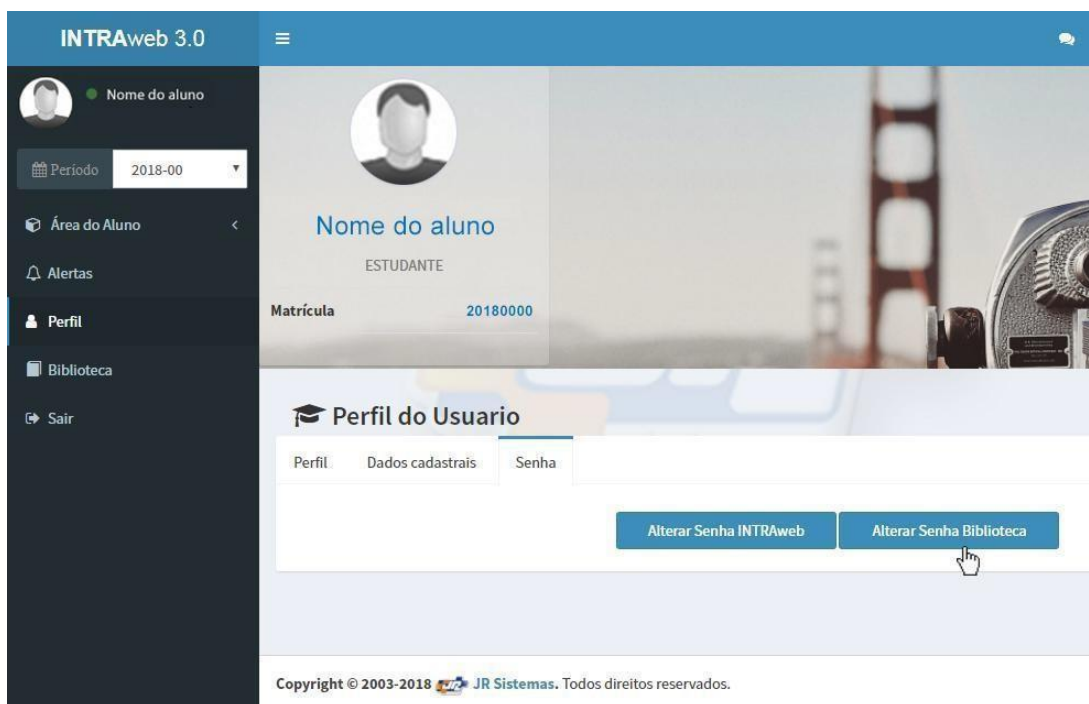 INTRAweb 3.0
Nome do aluno
Período 2018-00
Área do Aluno
Alertas
Perfil
Biblioteca
Sair
Nome do aluno
ESTUDANTE
Matrícula 20180000
Perfil do Usuario
Perfil Dados cadastrais Senha
Alterar Senha INTRAweb Alterar Senha Biblioteca
Copyright © 2003-2018 JR Sistemas. Todos direitos reservados.